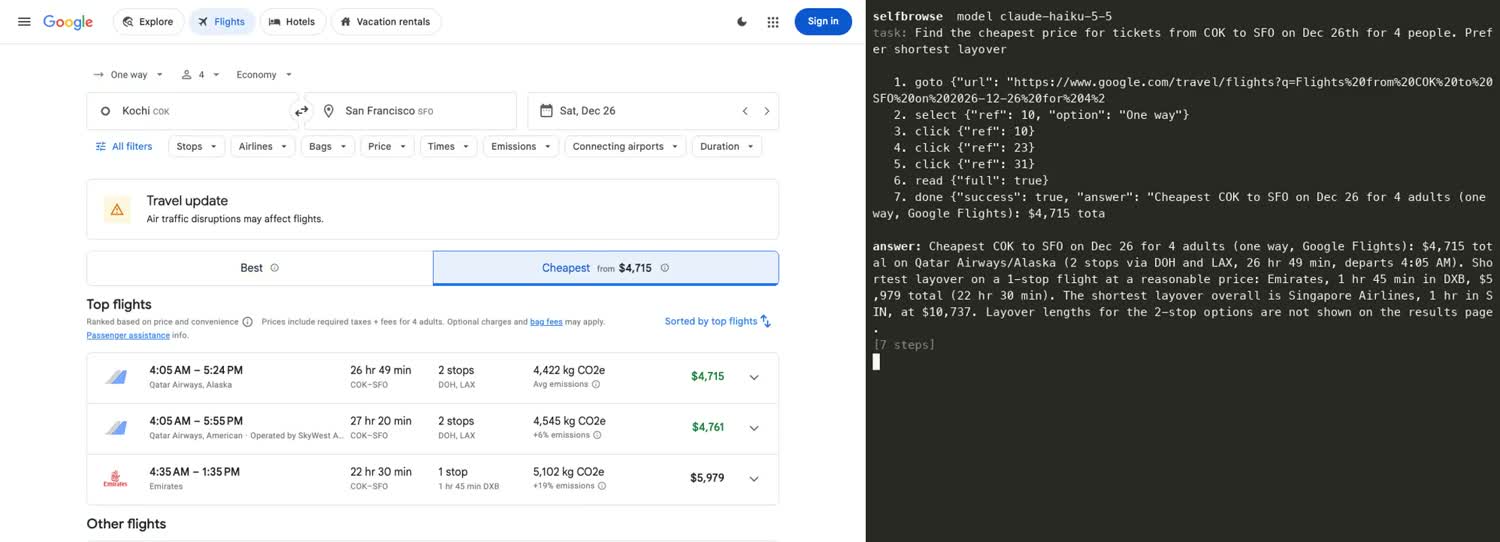 Google
Explore
Flights
Hotels
Vacation rentals
Sign in
One way
4
Economy
Kochi COK
San Francisco SFO
Sat, Dec 26
All filters
Stops
Airlines
Bags
Price
Times
Emissions
Connecting airports
Duration
Travel update
Air traffic disruptions may affect flights.
Best
Cheapest from $4,715
Top flights
Ranked based on price and convenience Prices include required taxes + fees for 4 adults. Optional charges and bag fees may apply.
Passenger assistance info.
Sorted by top flights
4:05 AM – 5:24 PM 26 hr 49 min 2 stops 4,422 kg CO2e $4,715
Qatar Airways, Alaska COK–SFO DOH, LAX Avg emissions
4:05 AM – 5:55 PM 27 hr 20 min 2 stops 4,545 kg CO2e $4,761
Qatar Airways, American · Operated by SkyWest A... COK–SFO DOH, LAX +6% emissions
4:35 AM – 1:35 PM 22 hr 30 min 1 stop 5,102 kg CO2e $5,979
Emirates
Emirates COK–SFO 1 hr 45 min DXB +19% emissions
Other flights
selfbrowse model claude-haiku-5-5
task: Find the cheapest price for tickets from COK to SFO on Dec 26th for 4 people. Pref
er shortest layover
1. goto {"url": "https://www.google.com/travel/flights?q=Flights%20from%20COK%20to%20
SFO%20on%202026-12-26%20for%204%2
2. select {"ref": 10, "option": "One way"}
3. click {"ref": 10}
4. click {"ref": 23}
5. click {"ref": 31}
6. read {"full": true}
7. done {"success": true, "answer": "Cheapest COK to SFO on Dec 26 for 4 adults (one
way, Google Flights): $4,715 tota
answer: Cheapest COK to SFO on Dec 26 for 4 adults (one way, Google Flights): $4,715 tot
al on Qatar Airways/Alaska (2 stops via DOH and LAX, 26 hr 49 min, departs 4:05 AM). Sho
rtest layover on a 1-stop flight at a reasonable price: Emirates, 1 hr 45 min in DXB, $5
,979 total (22 hr 30 min). The shortest layover overall is Singapore Airlines, 1 hr in S
IN, at $10,737. Layover lengths for the 2-stop options are not shown on the results page
.
[7 steps]